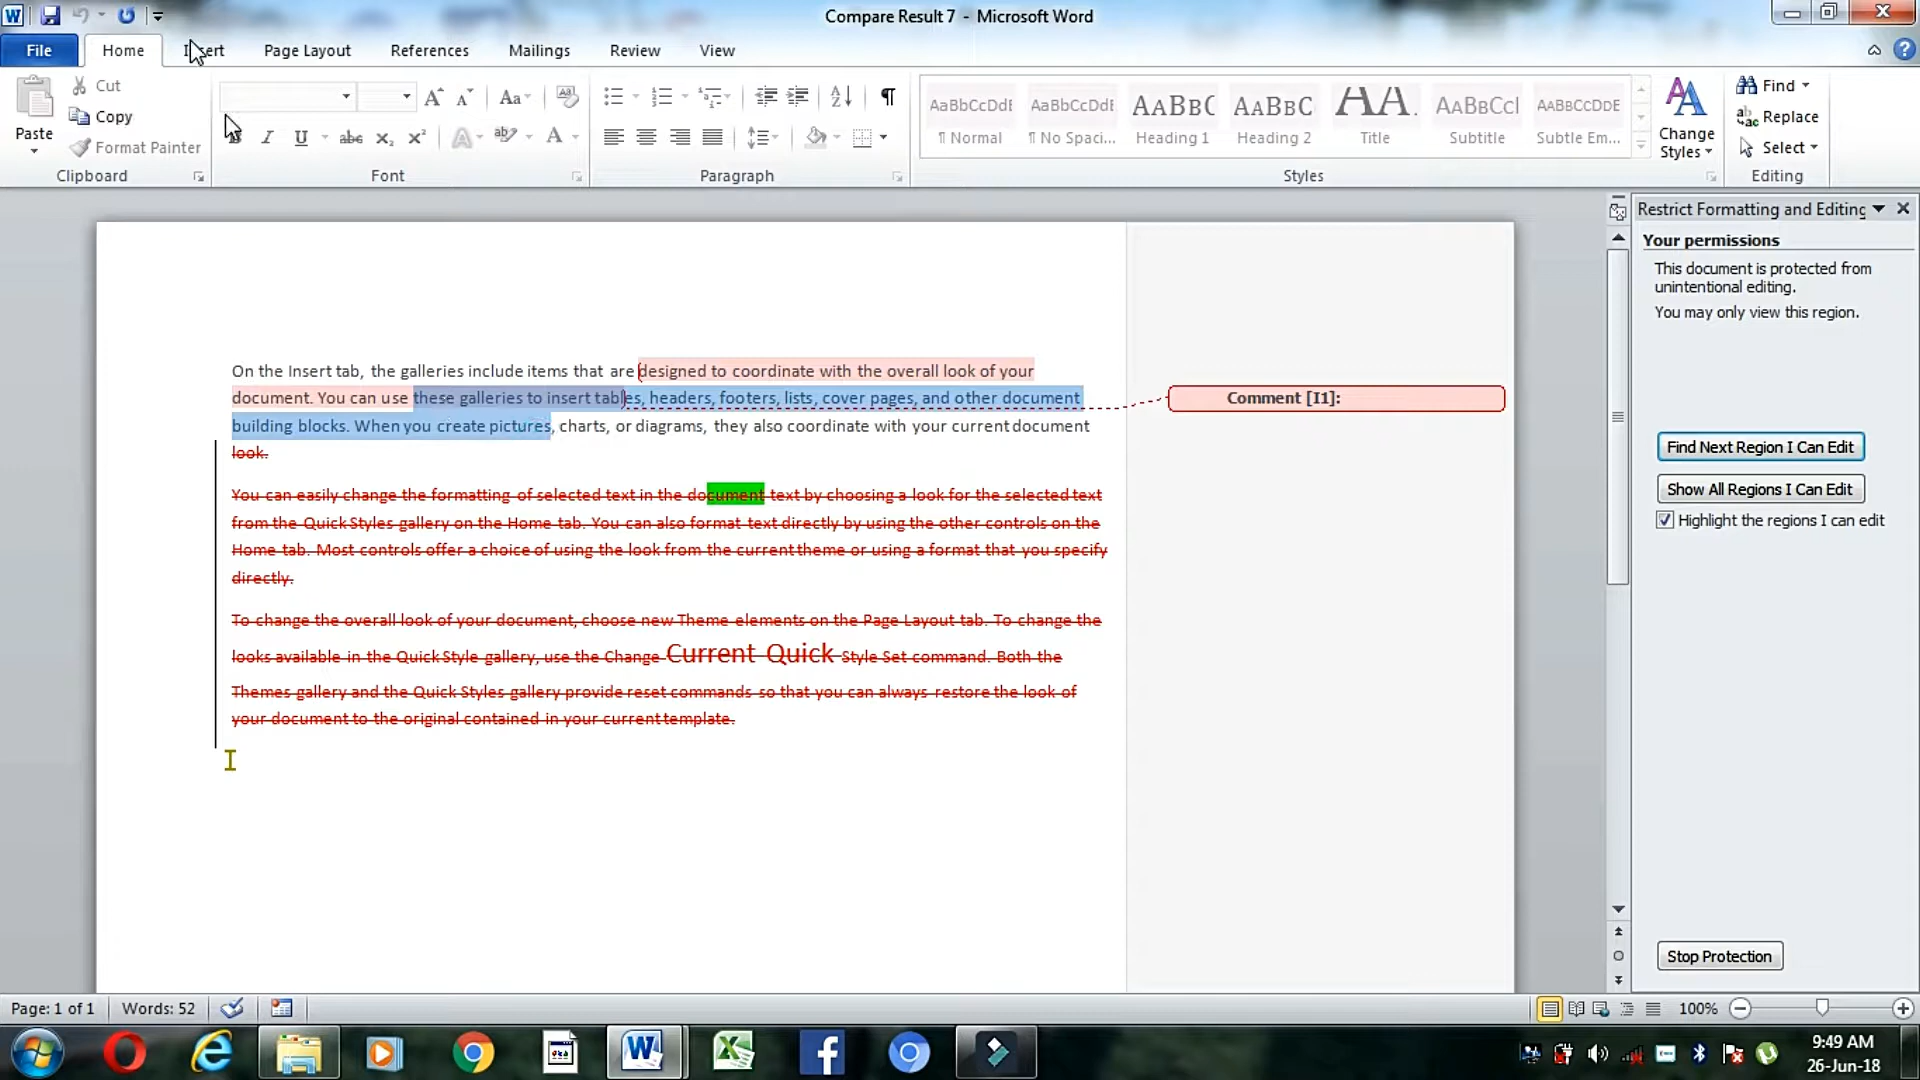 Compare Result 7 - Microsoft Word
File Home Insert Page Layout References Mailings Review View
Cut
Copy
Format Painter
Paste
Clipboard
Font
Paragraph
AaBbCcDdE AaBbCcDdE AaBbC AaBbC AA. AaBbCcI AaBbCcDDE
¶ Normal ¶ No Spaci... Heading 1 Heading 2 Title Subtitle Subtle Em...
Styles
Change
Styles
Find
Replace
Select
Editing
Restrict Formatting and Editing
Your permissions
This document is protected from
unintentional editing.
You may only view this region.
Find Next Region I Can Edit
Show All Regions I Can Edit
Highlight the regions I can edit
Stop Protection
On the Insert tab, the galleries include items that are designed to coordinate with the overall look of your
document. You can use these galleries to insert tables, headers, footers, lists, cover pages, and other document
building blocks. When you create pictures, charts, or diagrams, they also coordinate with your current document
look.
Comment [I1]:
You can easily change the formatting of selected text in the document text by choosing a look for the selected text
from the Quick Styles gallery on the Home tab. You can also format text directly by using the other controls on the
Home tab. Most controls offer a choice of using the look from the current theme or using a format that you specify
directly.
To change the overall look of your document, choose new Theme elements on the Page Layout tab. To change the
looks available in the Quick Style gallery, use the Change Current Quick Style Set command. Both the
Themes gallery and the Quick Styles gallery provide reset commands so that you can always restore the look of
your document to the original contained in your current template.
Page: 1 of 1 Words: 52 100%
9:49 AM
26-Jun-18